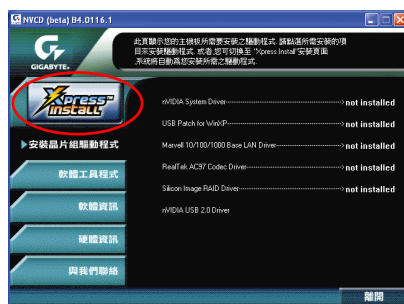 NVCD (beta) B4.0116.1
GIGABYTE
此頁顯示您的主機板所需要安裝之驅動程式. 請點選所需安裝的項
目來安裝驅動程式. 或者,您可切換至 "Xpress Install"安裝頁面
,系統將自動為您安裝所需之驅動程式.
Xpress
INSTALL
安裝晶片組驅動程式
軟體工具程式
軟體資訊
硬體資訊
與我們聯絡
nVIDIA System Driver not installed
USB Patch for WinXP not installed
Marvell 10/100/1000 Base LAN Driver not installed
RealTek AC97 Codec Driver not installed
Silicon Image RAID Driver not installed
nVIDIA USB 2.0 Driver
離開